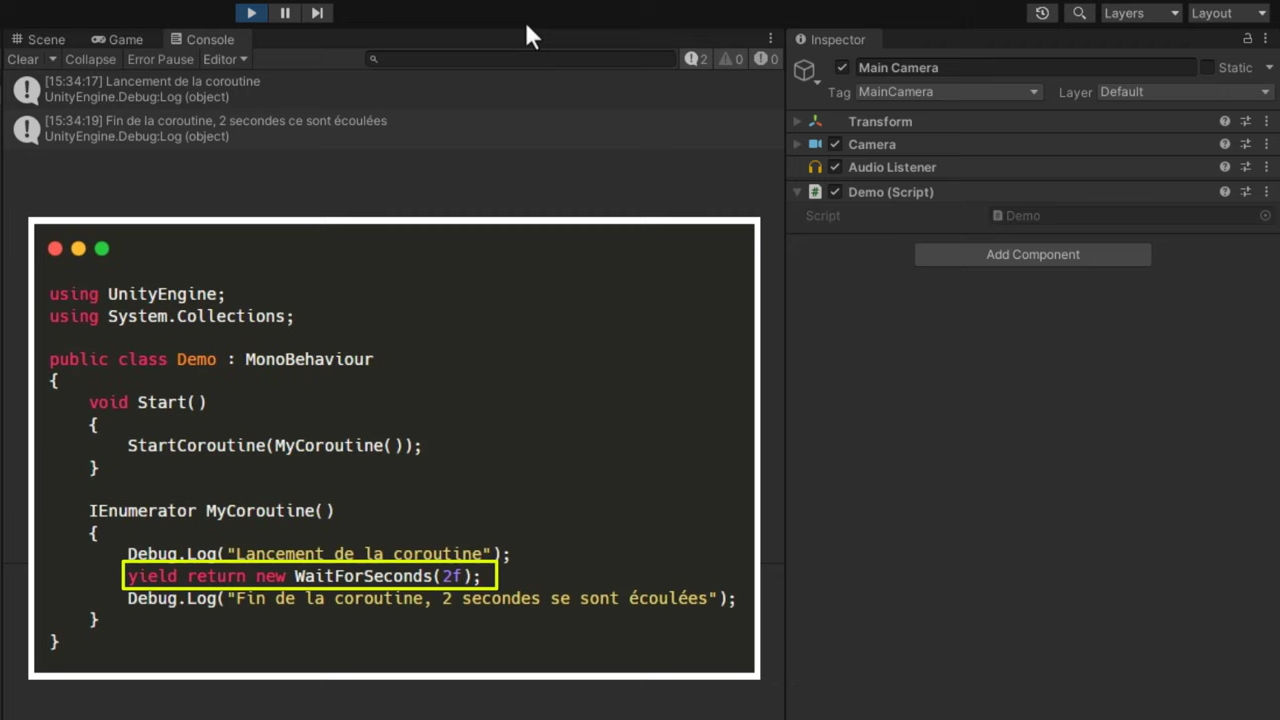 Layers
Layout
Scene
Game
Console
Inspector
Clear
Collapse
Error Pause
Editor
2
0
0
Main Camera
Static
Tag
MainCamera
Layer
Default
[15:34:17] Lancement de la coroutine
UnityEngine.Debug:Log (object)
[15:34:19] Fin de la coroutine, 2 secondes ce sont écoulées
UnityEngine.Debug:Log (object)
Transform
Camera
Audio Listener
Demo (Script)
Script
Demo
Add Component
using UnityEngine;
using System.Collections;
public class Demo : MonoBehaviour
{
void Start()
{
StartCoroutine(MyCoroutine());
}
IEnumerator MyCoroutine()
{
Debug.Log("Lancement de la coroutine");
yield return new WaitForSeconds(2f);
Debug.Log("Fin de la coroutine, 2 secondes se sont écoulées");
}
}